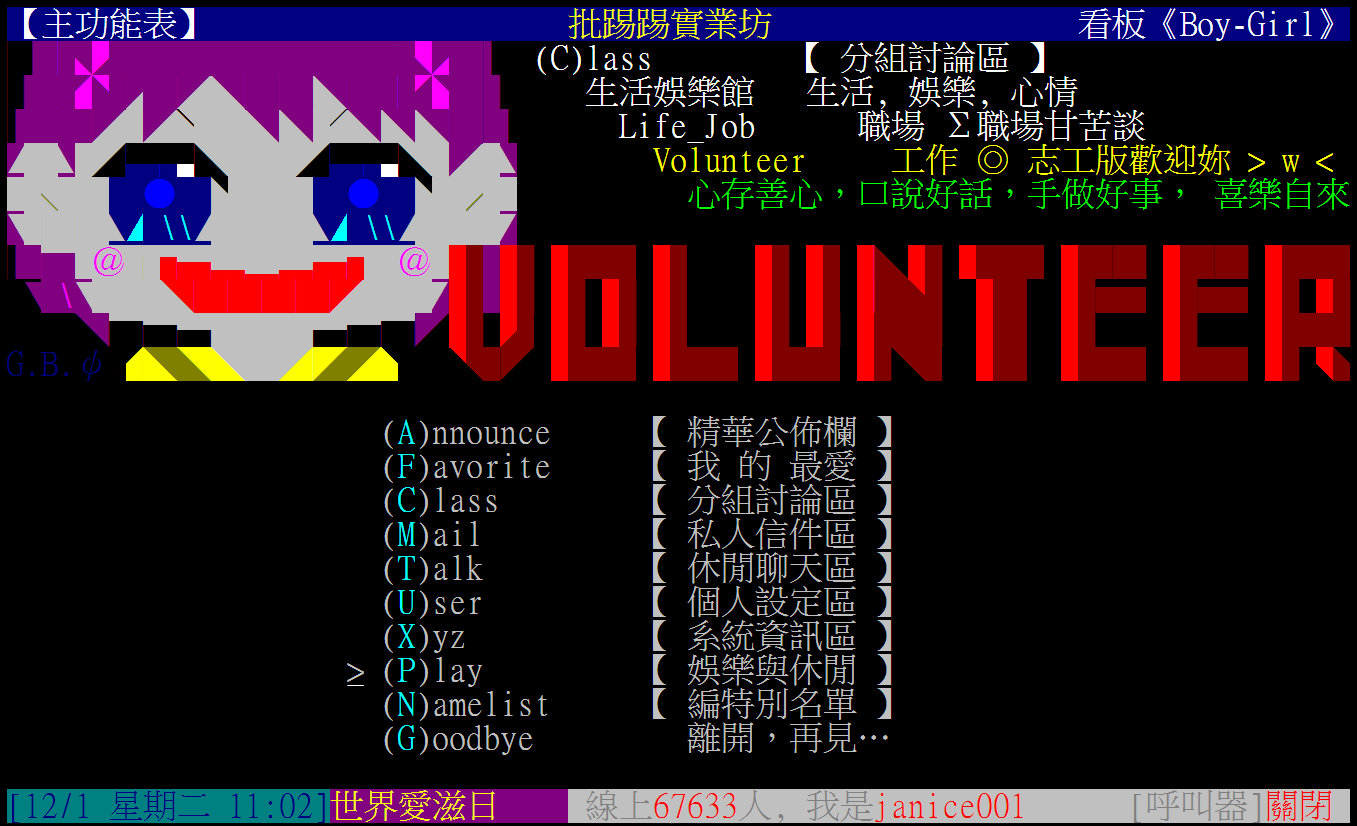 【主功能表】 批踢踢實業坊 看板《Boy-Girl》
(C)lass 【 分組討論區 】
生活娛樂館 生活, 娛樂, 心情
Life_Job 職場 Σ職場甘苦談
Volunteer 工作 ◎ 志工版歡迎妳 > w <
心存善心，口說好話，手做好事， 喜樂自來
@ @
VOLUNTEER
G.B.φ
(A)nnounce 【 精華公佈欄 】
(F)avorite 【 我 的 最愛 】
(C)lass 【 分組討論區 】
(M)ail 【 私人信件區 】
(T)alk 【 休閒聊天區 】
(U)ser 【 個人設定區 】
(X)yz 【 系統資訊區 】
> (P)lay 【 娛樂與休閒 】
(N)amelist 【 編特別名單 】
(G)oodbye 離開，再見…
[12/1 星期二 11:02] 世界愛滋日 線上67633人, 我是janice001 [呼叫器]關閉